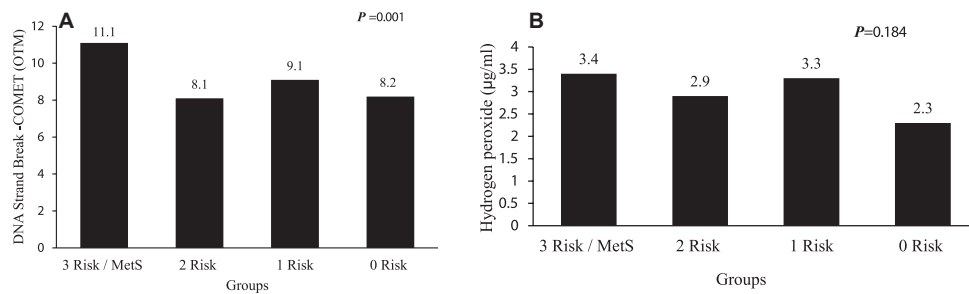 A
P =0.001
DNA Strand Break -COMET (OTM)
12
10
8
6
4
2
0
11.1
8.1
9.1
8.2
3 Risk / MetS
2 Risk
1 Risk
0 Risk
Groups
B
P=0.184
Hydrogen peroxide (µg/ml)
4
3.5
3
2.5
2
1.5
1
0.5
0
3.4
2.9
3.3
2.3
3 Risk / MetS
2 Risk
1 Risk
0 Risk
Groups